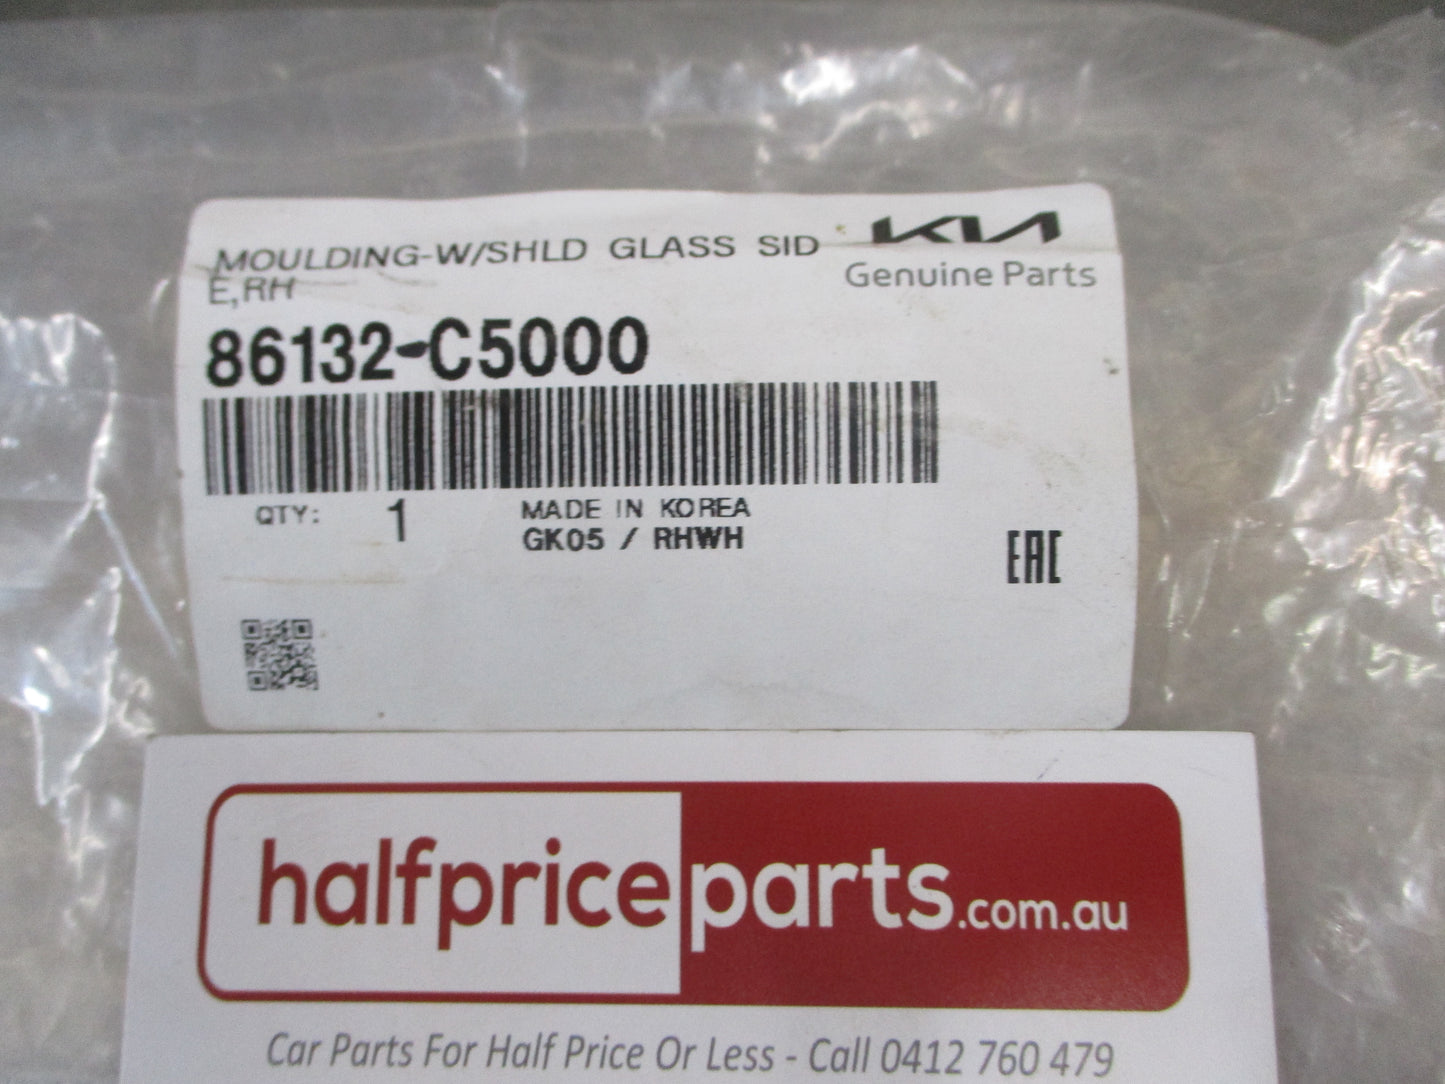 MOULDING-W/SHLD GLASS SID
E,RH
KIA
Genuine Parts
86132-C5000
QTY: 1
MADE IN KOREA
GK05 / RHWH
EAC
halfpriceparts.com.au
Car Parts For Half Price Or Less - Call 0412 760 479